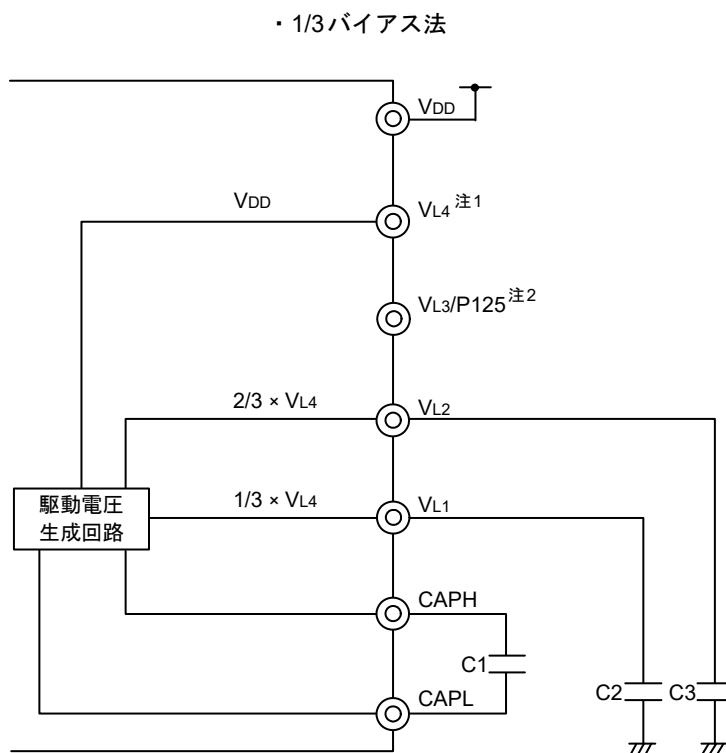 ・1/3バイアス法
VDD
VDD
VL4 注1
VL3/P125 注2
2/3 × VL4
VL2
駆動電圧
生成回路
1/3 × VL4
VL1
CAPH
C1
C2
C3
CAPL